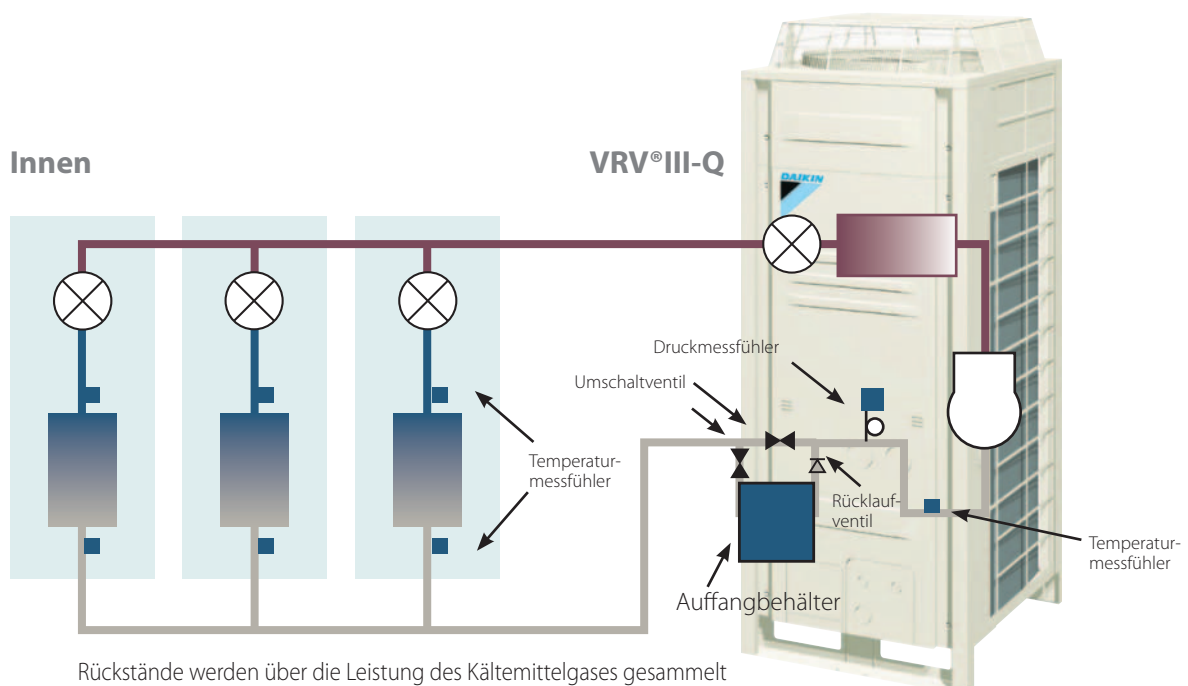 Innen
VRV®III-Q
DAIKIN
Druckmessfühler
Umschaltventil
Temperatur-
messfühler
Rücklauf-
ventil
Temperatur-
messfühler
Auffangbehälter
Rückstände werden über die Leistung des Kältemittelgases gesammelt